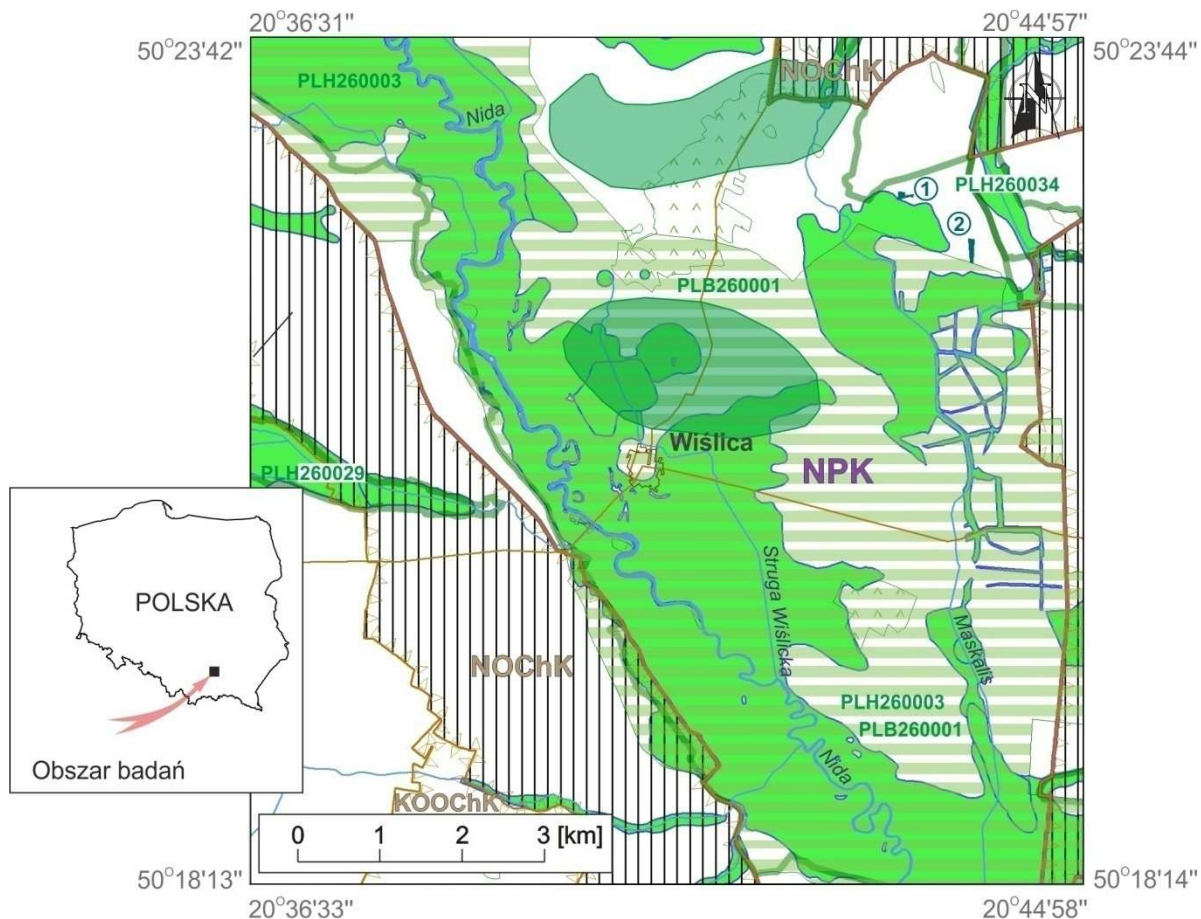 20°36'31"
20°44'57"
50°23'42"
50°23'44"
NOChK
PLH260003
Nida
PLH260034
1
2
PLB260001
Wiślica
NPK
PLH260029
POLSKA
Obszar badań
Struga Wiślicka
Maskalis
NOChK
PLH260003
PLB260001
Nida
KOOChK
0 1 2 3 [km]
50°18'13"
50°18'14"
20°36'33"
20°44'58"